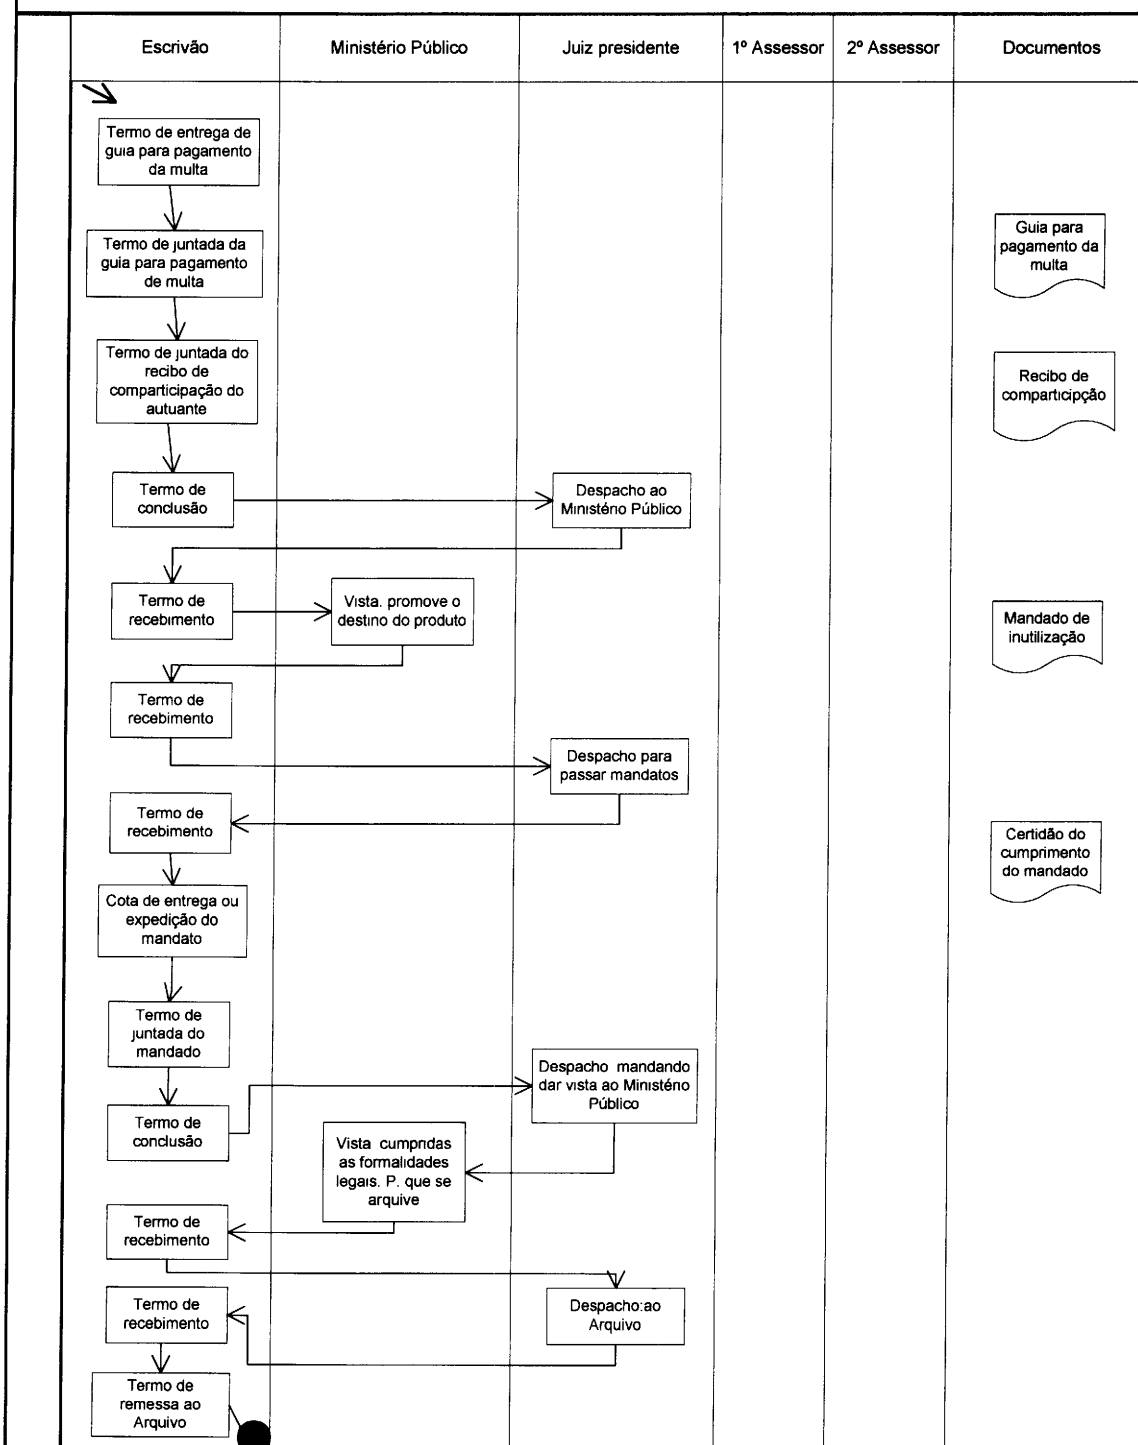 Escrivão
Ministério Público
Juiz presidente
1º Assessor
2º Assessor
Documentos
Termo de entrega de
guia para pagamento
da multa
Termo de juntada da
guia para pagamento
de multa
Guia para
pagamento da
multa
Termo de juntada do
recibo de
comparticipação do
autuante
Recibo de
comparticipção
Termo de
conclusão
Despacho ao
Ministério Público
Termo de
recebimento
Vista. promove o
destino do produto
Mandado de
inutilização
Termo de
recebimento
Despacho para
passar mandatos
Termo de
recebimento
Certidão do
cumprimento
do mandado
Cota de entrega ou
expedição do
mandato
Termo de
juntada do
mandado
Despacho mandando
dar vista ao Ministério
Público
Termo de
conclusão
Vista cumpridas
as formalidades
legais. P. que se
arquive
Termo de
recebimento
Termo de
recebimento
Despacho:ao
Arquivo
Termo de
remessa ao
Arquivo